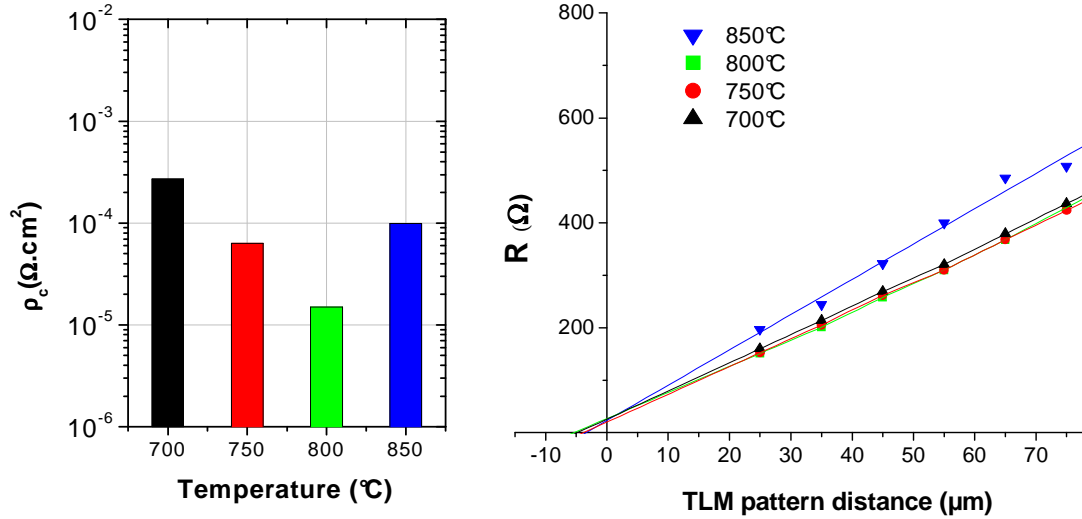 10⁻²
10⁻³
10⁻⁴
10⁻⁵
10⁻⁶
ρc(Ω.cm²)
700 750 800 850
Temperature (°C)
800
600
400
200
R (Ω)
850°C
800°C
750°C
700°C
-10 0 10 20 30 40 50 60 70
TLM pattern distance (µm)